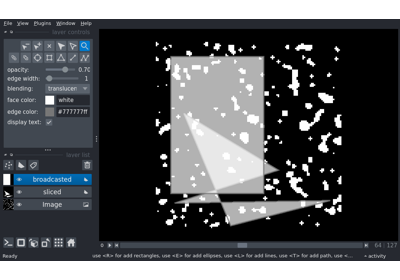 File View Plugins Window Help
layer controls
opacity: 0.70
edge width: 1
blending: translucen
face color: white
edge color: #777777ff
display text: ✓
layer list
broadcasted
sliced
Image
0 64 127
Ready use <R> for add rectangles, use <E> for add ellipses, use <L> for add lines, use <T> for add path, use <... activity